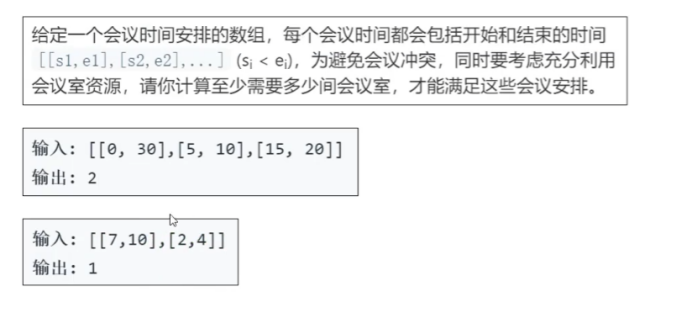 给定一个会议时间安排的数组，每个会议时间都会包括开始和结束的时间
[[s1,e1],[s2,e2],...] (si < ei)，为避免会议冲突，同时要考虑充分利用
会议室资源，请你计算至少需要多少间会议室，才能满足这些会议安排。
输入: [[0, 30],[5, 10],[15, 20]]
输出: 2
输入: [[7,10],[2,4]]
输出: 1